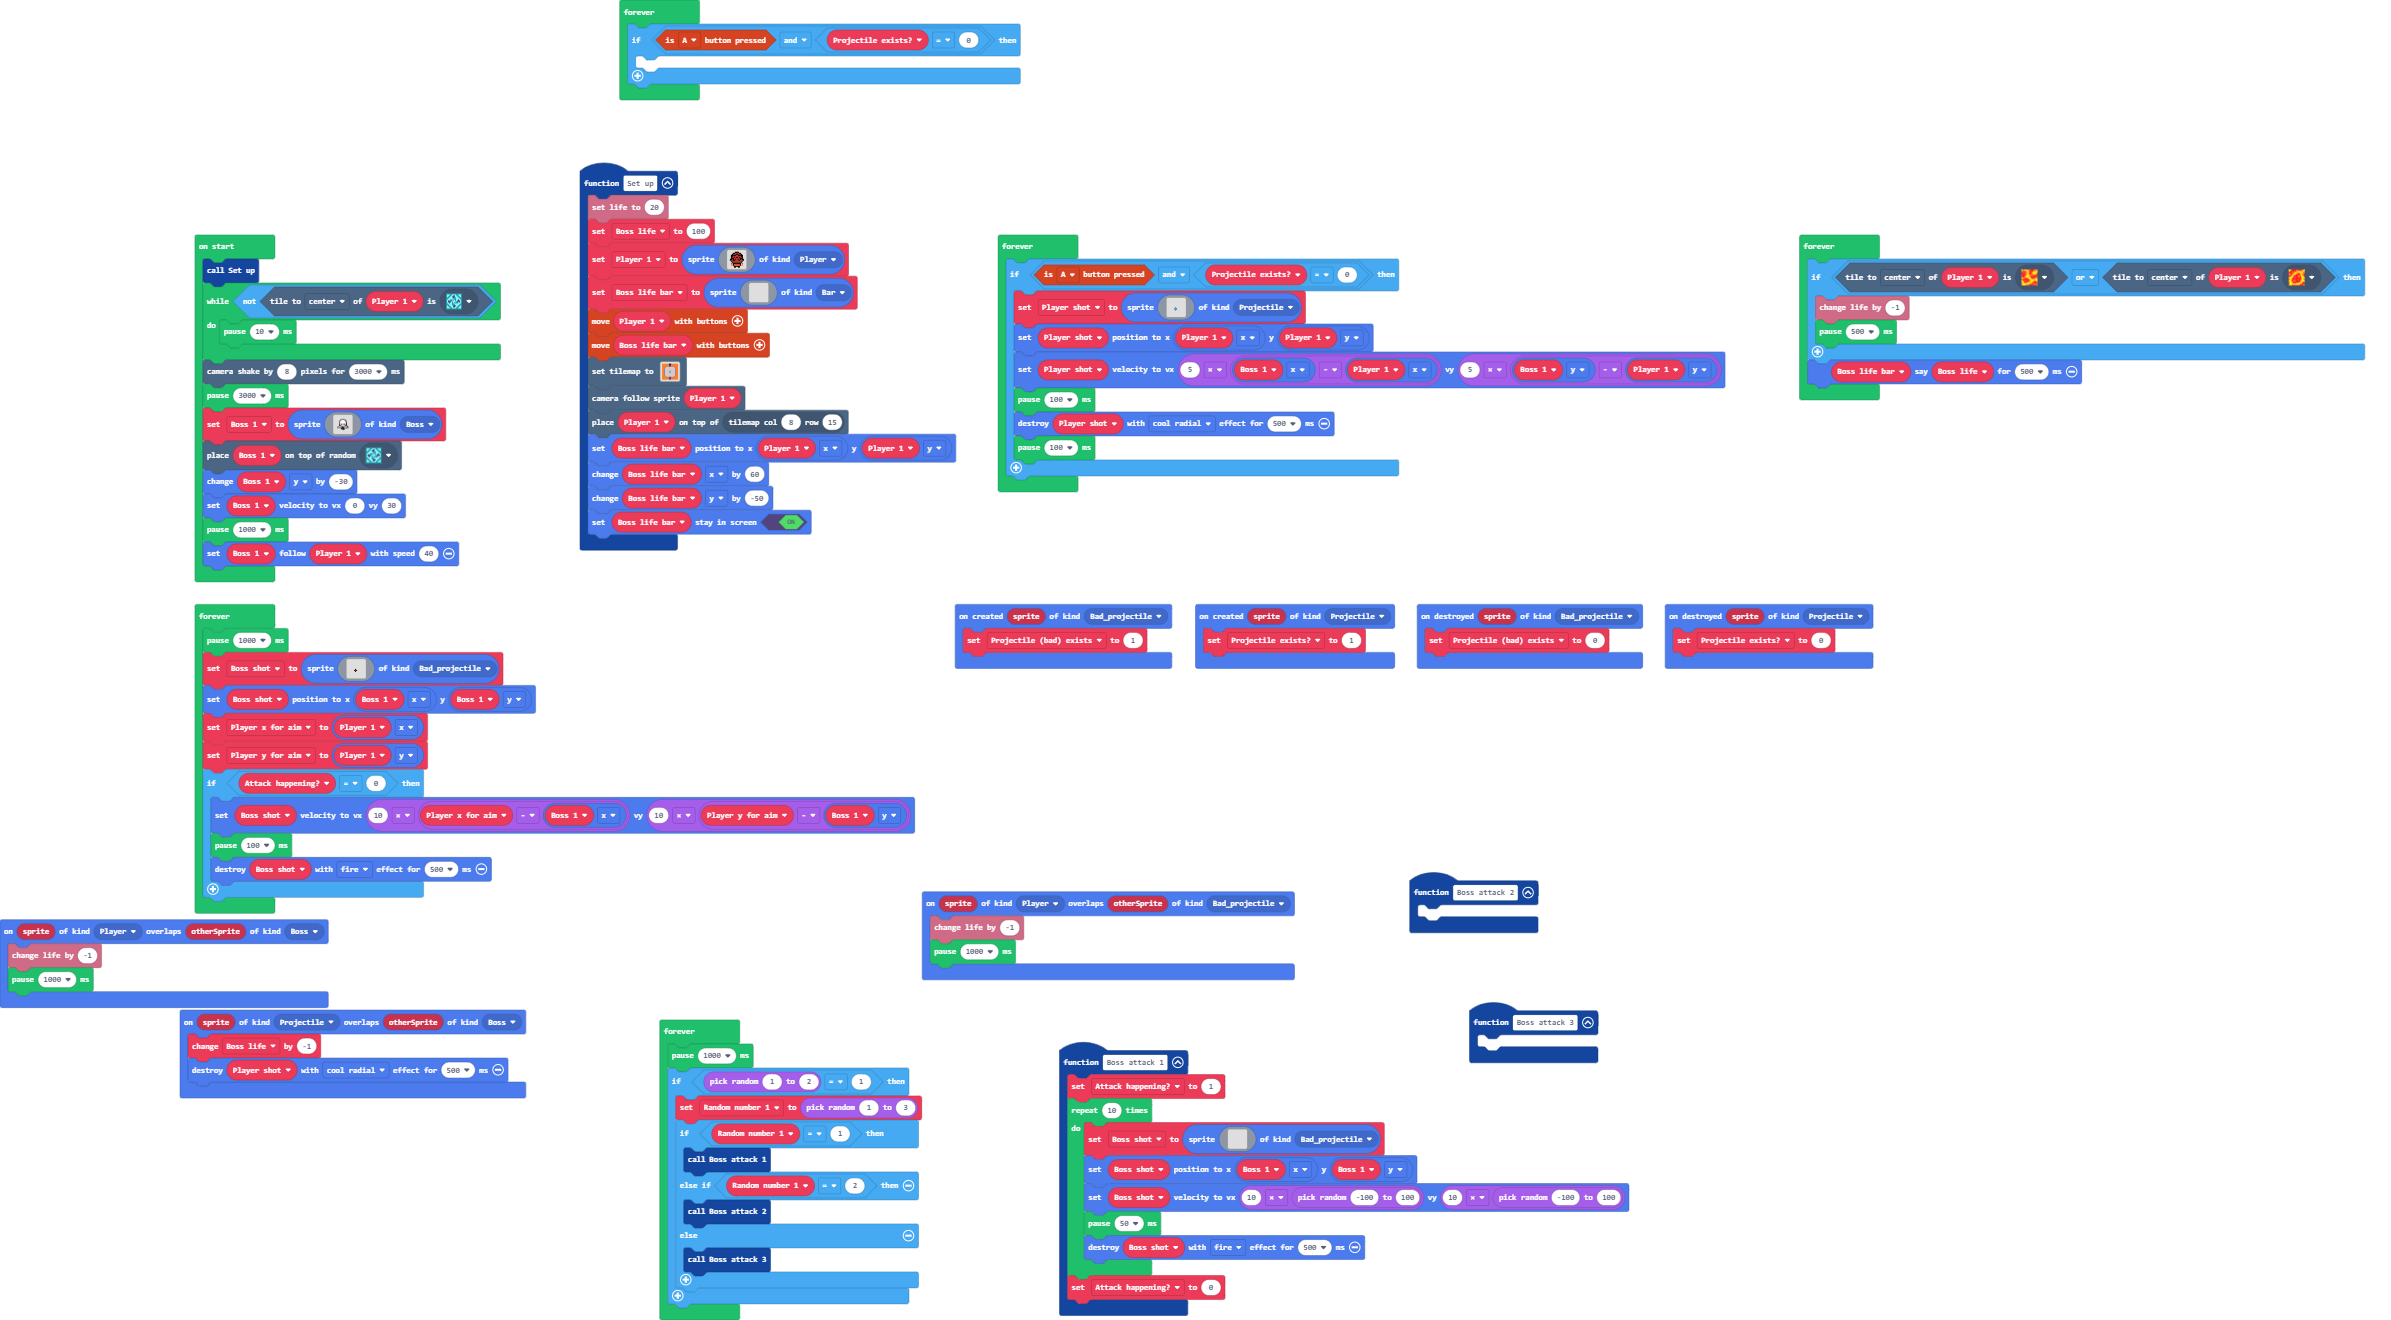 forever
if is A button pressed and Projectile exists? = 0 then
function Set up
set life to 20
set Boss life to 100
set Player 1 to sprite of kind Player
set Boss life bar to sprite of kind Bar
move Player 1 with buttons
move Boss life bar with buttons
set tilemap to
camera follow sprite Player 1
place Player 1 on top of tilemap col 8 row 15
set Boss life bar position to x Player 1 x y Player 1 y
change Boss life bar x by 60
change Boss life bar y by -50
set Boss life bar stay in screen ON
on start
call Set up
while not tile to center of Player 1 is
do
pause 10 ms
camera shake by 8 pixels for 3000 ms
pause 3000 ms
set Boss 1 to sprite of kind Boss
place Boss 1 on top of random
change Boss 1 y by -30
set Boss 1 velocity to vx 0 vy 30
pause 1000 ms
set Boss 1 follow Player 1 with speed 40
forever
if is A button pressed and Projectile exists? = 0 then
set Player shot to sprite of kind Projectile
set Player shot position to x Player 1 x y Player 1 y
set Player shot velocity to vx 5 × Boss 1 x - Player 1 x vy 5 × Boss 1 y - Player 1 y
pause 100 ms
destroy Player shot with cool radial effect for 500 ms
pause 100 ms
forever
if tile to center of Player 1 is or tile to center of Player 1 is then
change life by -1
pause 500 ms
Boss life bar say Boss life for 500 ms
forever
pause 1000 ms
set Boss shot to sprite of kind Bad_projectile
set Boss shot position to x Boss 1 x y Boss 1 y
set Player x for aim to Player 1 x
set Player y for aim to Player 1 y
if Attack happening? = 0 then
set Boss shot velocity to vx 10 × Player x for aim - Boss 1 x vy 10 × Player y for aim - Boss 1 y
pause 100 ms
destroy Boss shot with fire effect for 500 ms
on created sprite of kind Bad_projectile
set Projectile (bad) exists to 1
on created sprite of kind Projectile
set Projectile exists? to 1
on destroyed sprite of kind Bad_projectile
set Projectile (bad) exists to 0
on destroyed sprite of kind Projectile
set Projectile exists? to 0
on sprite of kind Player overlaps otherSprite of kind Boss
change life by -1
pause 1000 ms
on sprite of kind Projectile overlaps otherSprite of kind Boss
change Boss life by -1
destroy Player shot with cool radial effect for 500 ms
on sprite of kind Player overlaps otherSprite of kind Bad_projectile
change life by -1
pause 1000 ms
function Boss attack 2
function Boss attack 3
forever
pause 1000 ms
if pick random 1 to 2 = 1 then
set Random number 1 to pick random 1 to 3
if Random number 1 = 1 then
call Boss attack 1
else if Random number 1 = 2 then
call Boss attack 2
else
call Boss attack 3
function Boss attack 1
set Attack happening? to 1
repeat 10 times
do
set Boss shot to sprite of kind Bad_projectile
set Boss shot position to x Boss 1 x y Boss 1 y
set Boss shot velocity to vx 10 × pick random -100 to 100 vy 10 × pick random -100 to 100
pause 50 ms
destroy Boss shot with fire effect for 500 ms
set Attack happening? to 0